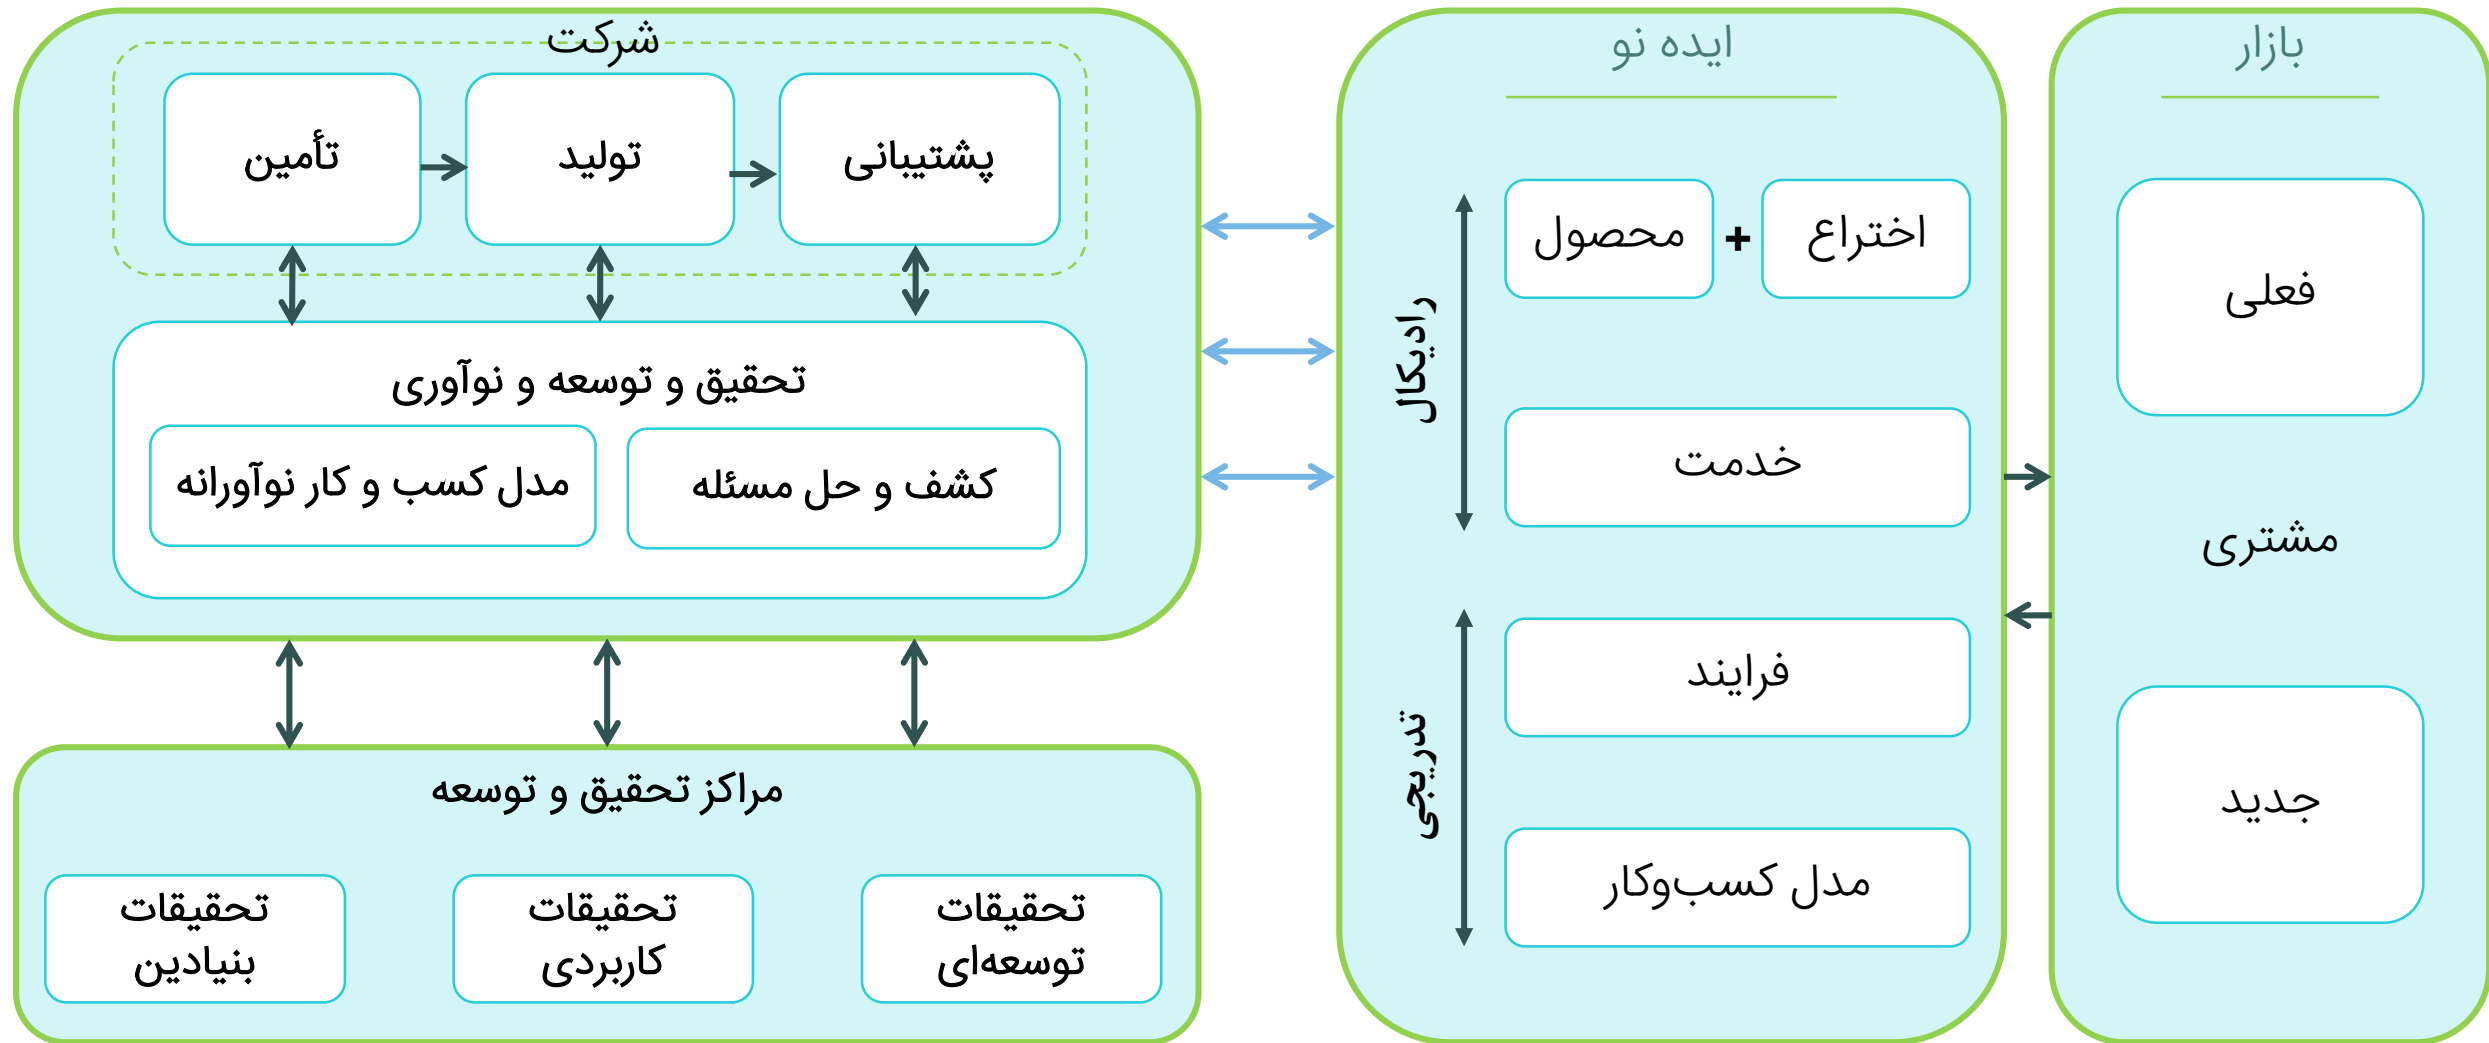 شرکت
تأمین
تولید
پشتیبانی
تحقیق و توسعه و نوآوری
مدل کسب و کار نوآورانه
کشف و حل مسئله
مراکز تحقیق و توسعه
تحقیقات
بنیادین
تحقیقات
کاربردی
تحقیقات
توسعه‌ای
ایده نو
رادیکال
اختراع
+
محصول
خدمت
تدریجی
فرایند
مدل کسب‌وکار
بازار
فعلی
مشتری
جدید